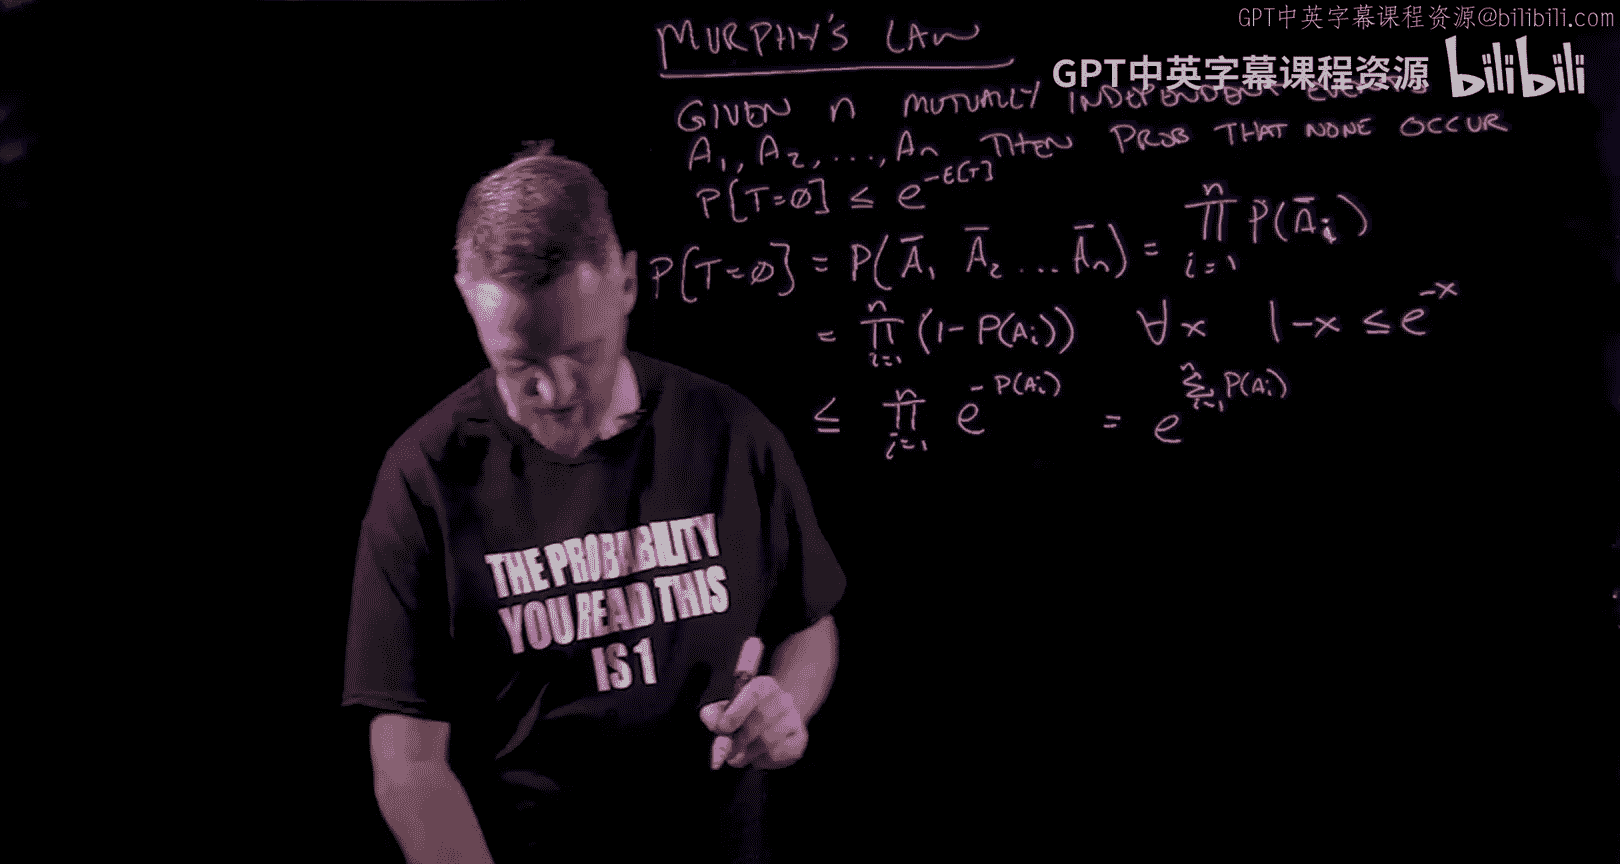 GPT中英字幕课程资源@bilibili.com
GPT中英字幕课程资源 bilibili
MURPHY'S LAW
GIVEN n MUTUALLY INDEPENDENT EVENTS
A₁, A₂, ..., Aₙ THEN PROB THAT NONE OCCUR
P[T=∅] ≤ e^{-E[T]}
P[T=∅] = P(Ā₁ Ā₂ ... Āₙ) = ∏_{i=1}^{n} P(Āᵢ)
= ∏_{i=1}^{n} (1 - P(Aᵢ)) ∀x 1-x ≤ e^{-x}
≤ ∏_{i=1}^{n} e^{-P(Aᵢ)} = e^{∑_{i=1}^{n} P(Aᵢ)}
THE PROBABILITY
YOU READ THIS
IS 1